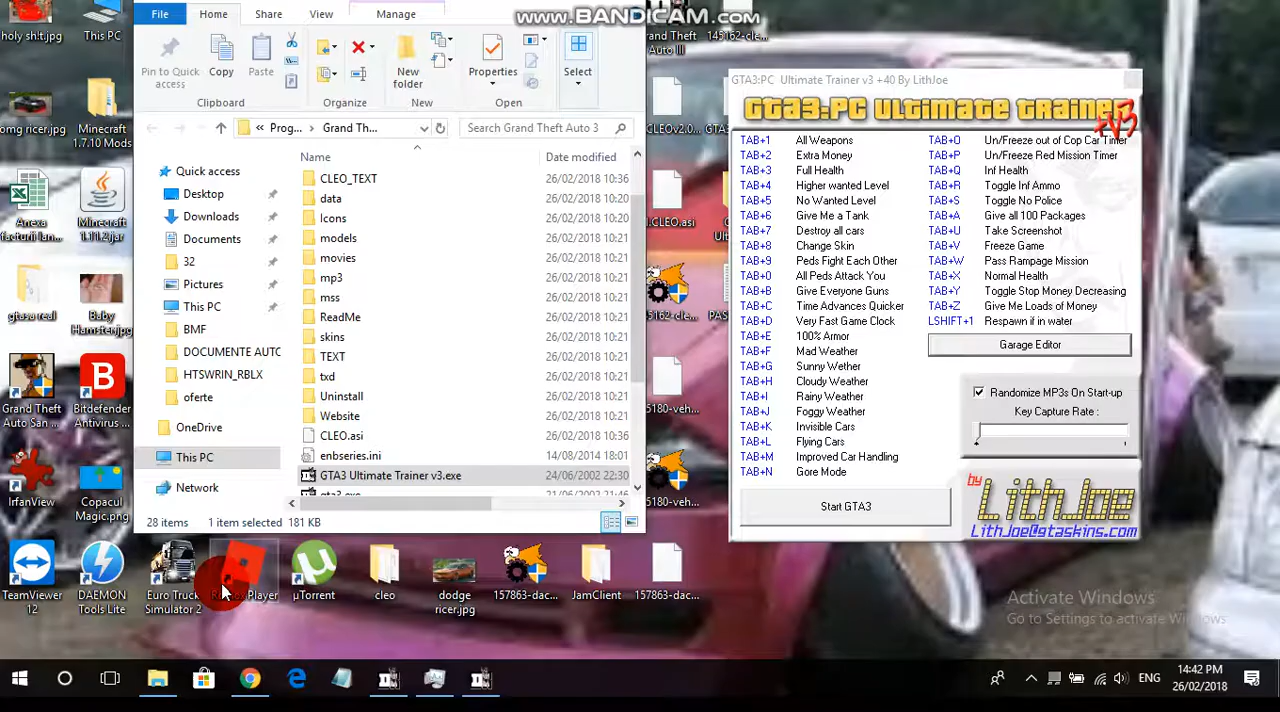 www.BANDICAM.com
holy sh!t.jpg
This PC
omg ricer.jpg
Minecraft
1.7.10 Mods
Anexa
facturii lan...
Minecraft
1.11.2.jar
gtasa real
Baby
Hamster.jpg
Grand Theft
Auto San ...
Bitdefender
Antivirus ...
IrfanView
Copacul
Magic.png
TeamViewer
12
DAEMON
Tools Lite
Euro Truck
Simulator 2
Player
µTorrent
cleo
dodge
ricer.jpg
157863-dac...
JamClient
157863-dac...
File
Home
Share
View
Manage
Pin to Quick
access
Copy
Paste
New
folder
Properties
Open
Select
Clipboard
Organize
New
Open
« Prog... › Grand Th...
Search Grand Theft Auto 3
Quick access
Desktop
Downloads
Documents
32
Pictures
This PC
BMF
DOCUMENTE AUTO
HTSWRIN_RBLX
oferte
OneDrive
This PC
Network
Name
Date modified
CLEO_TEXT 26/02/2018 10:36
data 26/02/2018 10:20
Icons 26/02/2018 10:20
models 26/02/2018 10:21
movies 26/02/2018 10:21
mp3 26/02/2018 10:21
mss 26/02/2018 10:21
ReadMe 26/02/2018 10:21
skins 26/02/2018 10:21
TEXT 26/02/2018 10:21
txd 26/02/2018 10:21
Uninstall 26/02/2018 10:21
Website 26/02/2018 10:21
CLEO.asi 26/02/2018 10:36
enbseries.ini 14/08/2014 18:01
GTA3 Ultimate Trainer v3.exe 24/06/2002 22:30
gta3.exe 21/06/2002 21:46
28 items 1 item selected 181 KB
Auto III
145162-cle...
GTA3:PC Ultimate Trainer v3 +40 By LithJoe
GTA3:PC ULTIMATE TRAINER
+V3
TAB+1 All Weapons
TAB+2 Extra Money
TAB+3 Full Health
TAB+4 Higher wanted Level
TAB+5 No Wanted Level
TAB+6 Give Me a Tank
TAB+7 Destroy all cars
TAB+8 Change Skin
TAB+9 Peds Fight Each Other
TAB+0 All Peds Attack You
TAB+B Give Everyone Guns
TAB+C Time Advances Quicker
TAB+D Very Fast Game Clock
TAB+E 100% Armor
TAB+F Mad Weather
TAB+G Sunny Wether
TAB+H Cloudy Weather
TAB+I Rainy Weather
TAB+J Foggy Weather
TAB+K Invisible Cars
TAB+L Flying Cars
TAB+M Improved Car Handling
TAB+N Gore Mode
TAB+O Un/Freeze out of Cop Car Timer
TAB+P Un/Freeze Red Mission Timer
TAB+Q Inf Health
TAB+R Toggle Inf Ammo
TAB+S Toggle No Police
TAB+A Give all 100 Packages
TAB+U Take Screenshot
TAB+V Freeze Game
TAB+W Pass Rampage Mission
TAB+X Normal Health
TAB+Y Toggle Stop Money Decreasing
TAB+Z Give Me Loads of Money
LSHIFT+1 Respawn if in water
Garage Editor
Randomize MP3s On Start-up
Key Capture Rate :
Start GTA3
by
LithJoe
LithJoe@gtaskins.com
Activate Windows
Go to Settings to activate Windows.
ENG
14:42 PM
26/02/2018